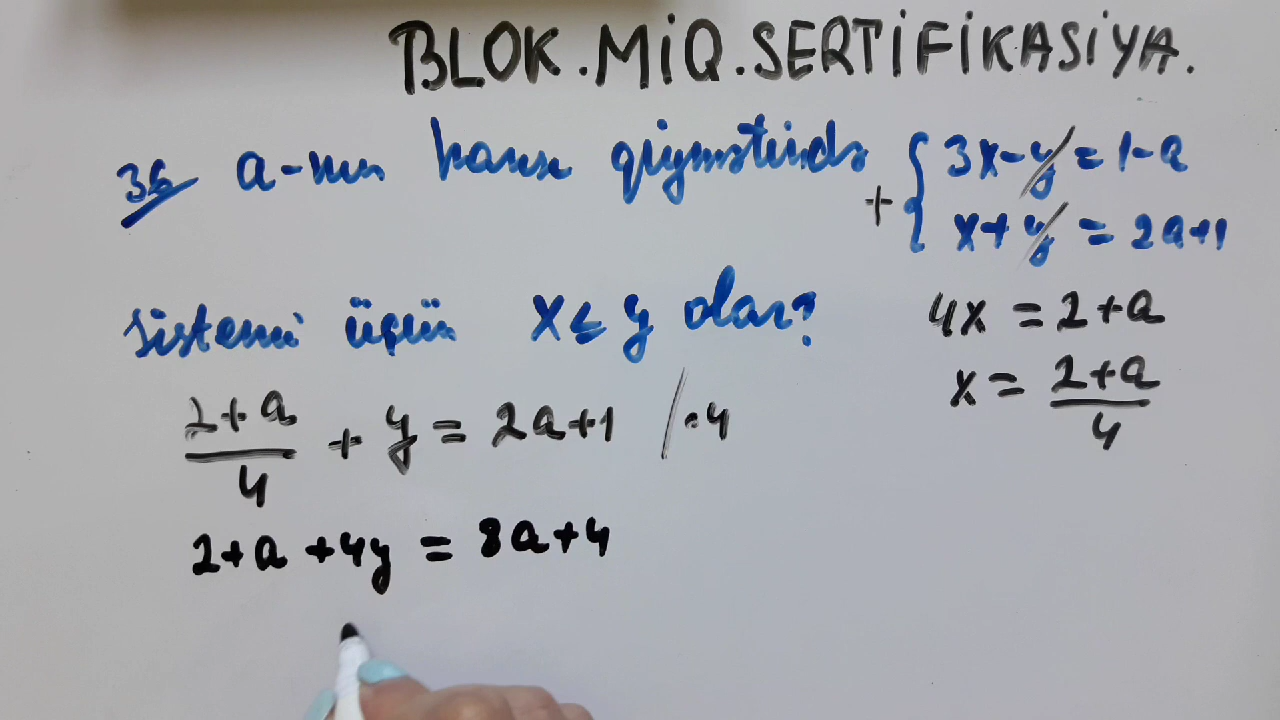 BLOK.MİQ.SERTİFİKASİYA.
36 a-nın hansı qiymətində { 3x-y=1-a
+ x+y=2a+1
sistemi üçün x≤y olar?
4x=2+a
x=2+a/4
2+a/4+y=2a+1 /·4
2+a+4y=8a+4